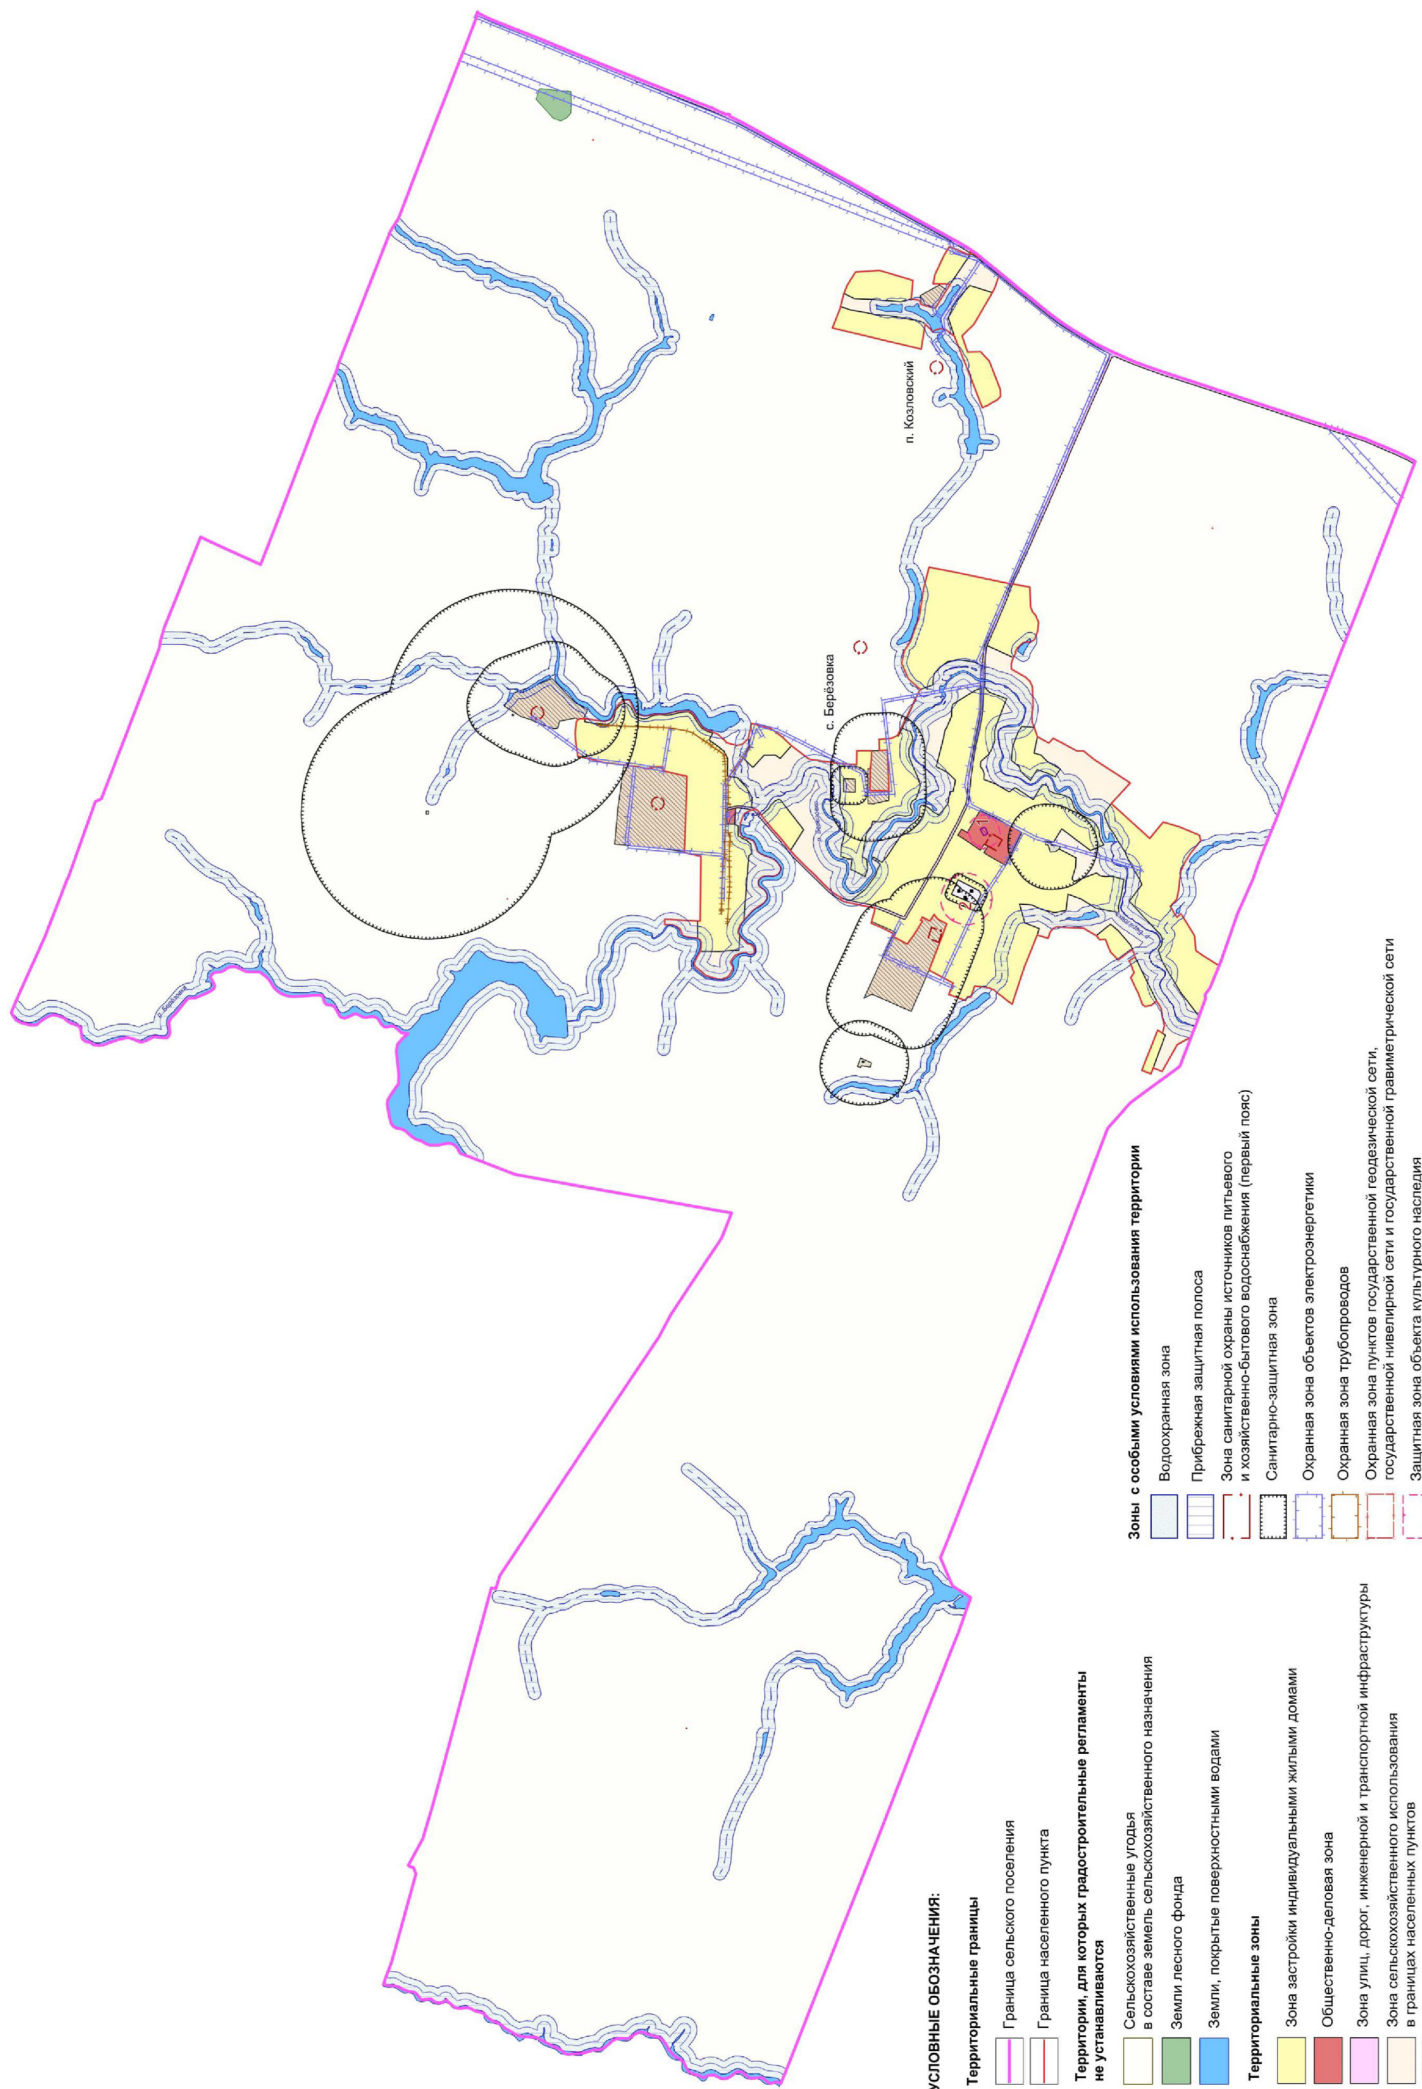 п. Козловский
с. Берёзовка
УСЛОВНЫЕ ОБОЗНАЧЕНИЯ:
Территориальные границы
Граница сельского поселения
Граница населенного пункта
Территории, для которых градостроительные регламенты
не устанавливаются
Сельскохозяйственные угодья
в составе земель сельскохозяйственного назначения
Земли лесного фонда
Земли, покрытые поверхностными водами
Территориальные зоны
Зона застройки индивидуальными жилыми домами
Общественно-деловая зона
Зона улиц, дорог, инженерной и транспортной инфраструктуры
Зона сельскохозяйственного использования
в границах населенных пунктов
Зоны с особыми условиями использования территории
Водоохранная зона
Прибрежная защитная полоса
Зона санитарной охраны источников питьевого
и хозяйственно-бытового водоснабжения (первый пояс)
Санитарно-защитная зона
Охранная зона объектов электроэнергетики
Охранная зона трубопроводов
Охранная зона пунктов государственной геодезической сети,
государственной нивелирной сети и государственной гравиметрической сети
Защитная зона объекта культурного наследия